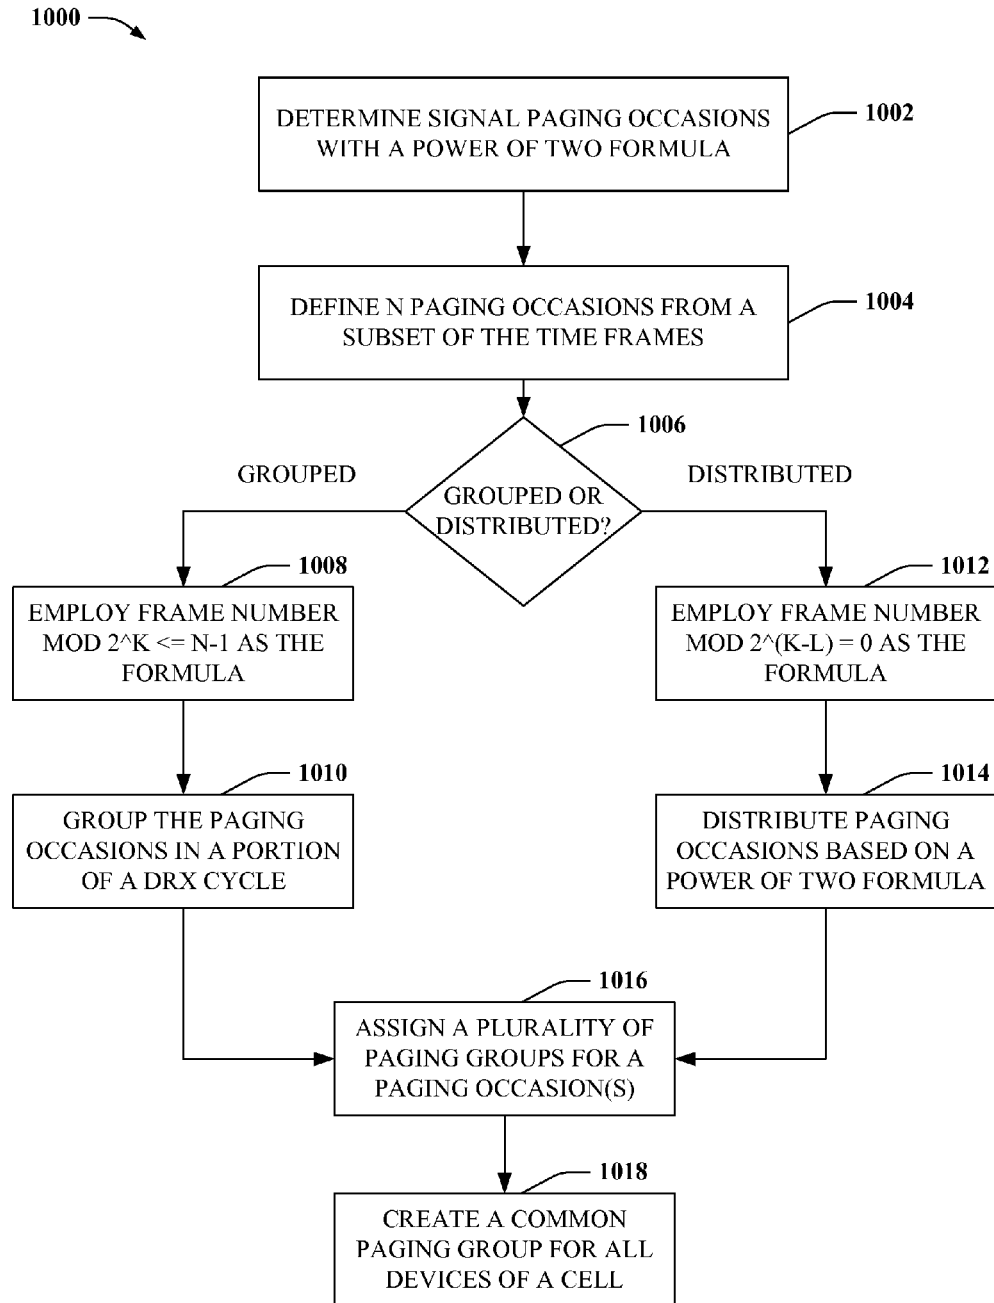 1000
DETERMINE SIGNAL PAGING OCCASIONS
WITH A POWER OF TWO FORMULA
1002
DEFINE N PAGING OCCASIONS FROM A
SUBSET OF THE TIME FRAMES
1004
GROUPED OR
DISTRIBUTED?
1006
GROUPED
DISTRIBUTED
EMPLOY FRAME NUMBER
MOD 2^K <= N-1 AS THE
FORMULA
1008
GROUP THE PAGING
OCCASIONS IN A PORTION
OF A DRX CYCLE
1010
EMPLOY FRAME NUMBER
MOD 2^(K-L) = 0 AS THE
FORMULA
1012
DISTRIBUTE PAGING
OCCASIONS BASED ON A
POWER OF TWO FORMULA
1014
ASSIGN A PLURALITY OF
PAGING GROUPS FOR A
PAGING OCCASION(S)
1016
CREATE A COMMON
PAGING GROUP FOR ALL
DEVICES OF A CELL
1018